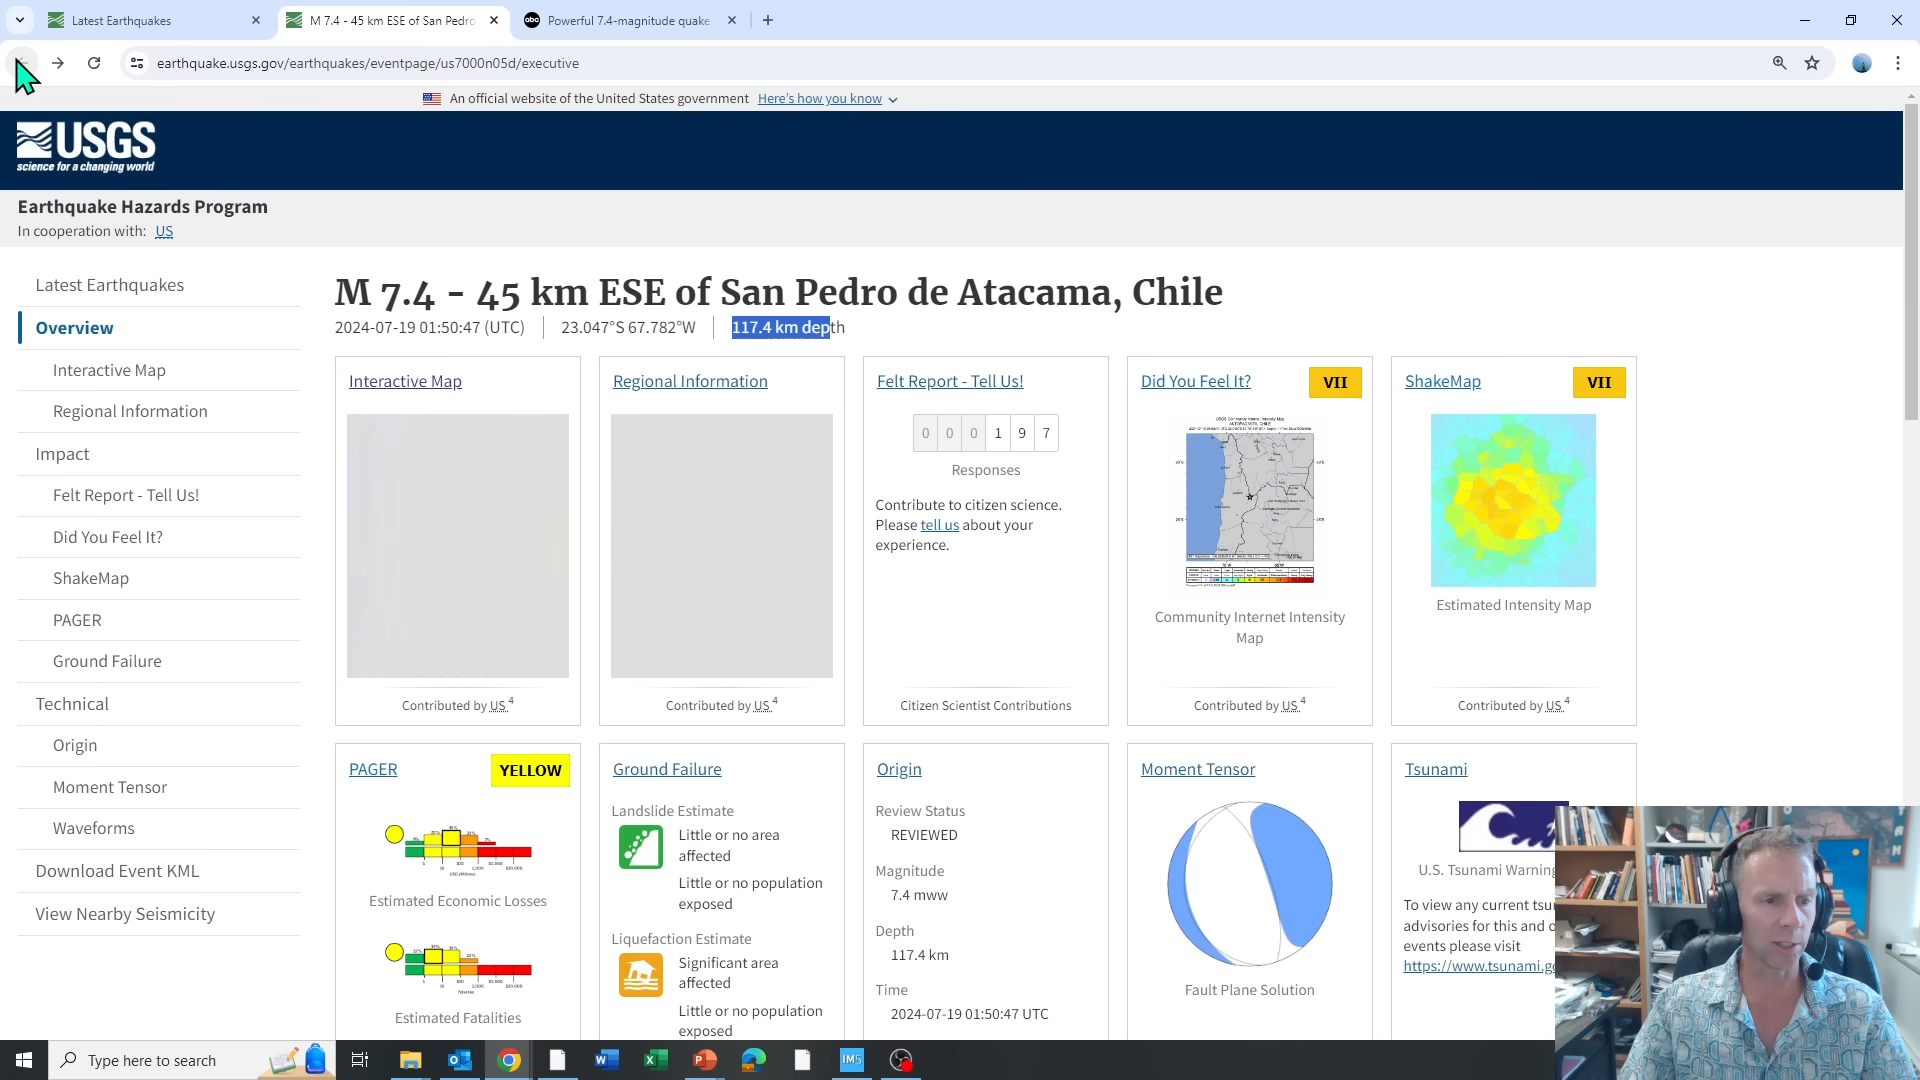 Latest Earthquakes
M 7.4 - 45 km ESE of San Pedro
abc
Powerful 7.4-magnitude quake
earthquake.usgs.gov/earthquakes/eventpage/us7000n05d/executive
An official website of the United States government Here's how you know
USGS
science for a changing world
Earthquake Hazards Program
In cooperation with: US
Latest Earthquakes
Overview
Interactive Map
Regional Information
Impact
Felt Report - Tell Us!
Did You Feel It?
ShakeMap
PAGER
Ground Failure
Technical
Origin
Moment Tensor
Waveforms
Download Event KML
View Nearby Seismicity
M 7.4 - 45 km ESE of San Pedro de Atacama, Chile
2024-07-19 01:50:47 (UTC) 23.047°S 67.782°W 117.4 km depth
Interactive Map
Contributed by US 4
Regional Information
Contributed by US 4
Felt Report - Tell Us!
0 0 0 1 9 7
Responses
Contribute to citizen science.
Please tell us about your
experience.
Citizen Scientist Contributions
Did You Feel It?
VII
Community Internet Intensity
Map
Contributed by US 4
ShakeMap
VII
Estimated Intensity Map
Contributed by US 4
PAGER
YELLOW
Estimated Economic Losses
Estimated Fatalities
Ground Failure
Landslide Estimate
Little or no area
affected
Little or no population
exposed
Liquefaction Estimate
Significant area
affected
Little or no population
exposed
Origin
Review Status
REVIEWED
Magnitude
7.4 mww
Depth
117.4 km
Time
2024-07-19 01:50:47 UTC
Moment Tensor
Fault Plane Solution
Tsunami
U.S. Tsunami Warning
To view any current
advisories for this and
events please visit
https://www.tsunami.
Type here to search
IM5